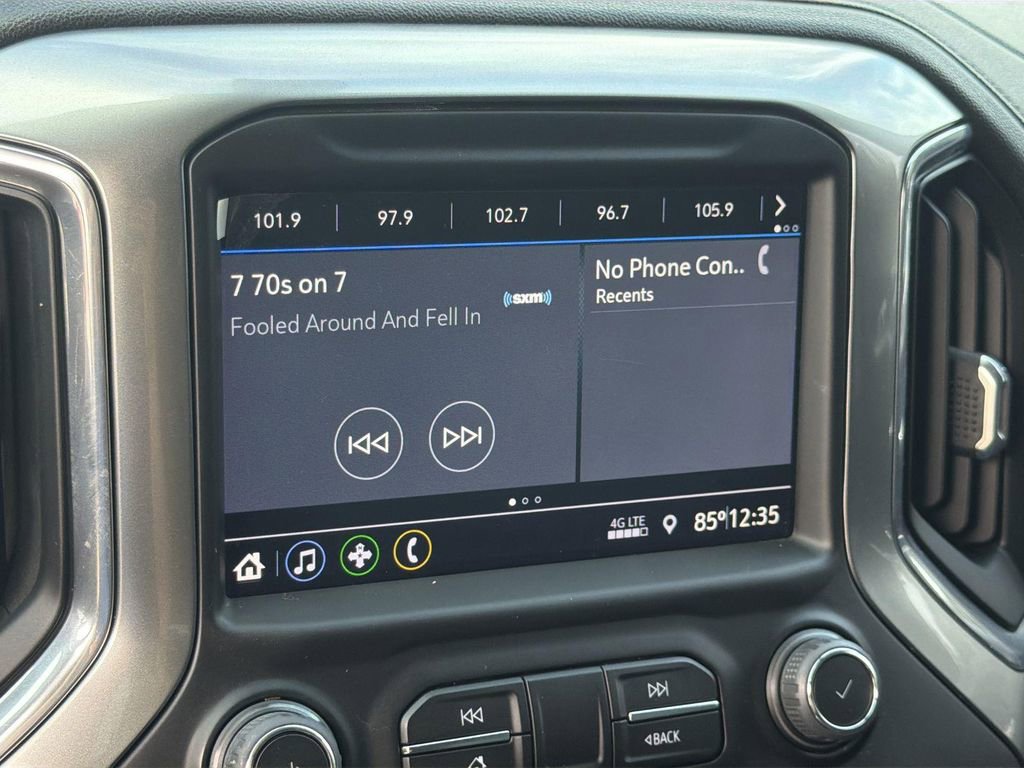 101.9 97.9 102.7 96.7 105.9
7 70s on 7
sxm
Fooled Around And Fell In
No Phone Con..
Recents
4G LTE
85° 12:35
BACK